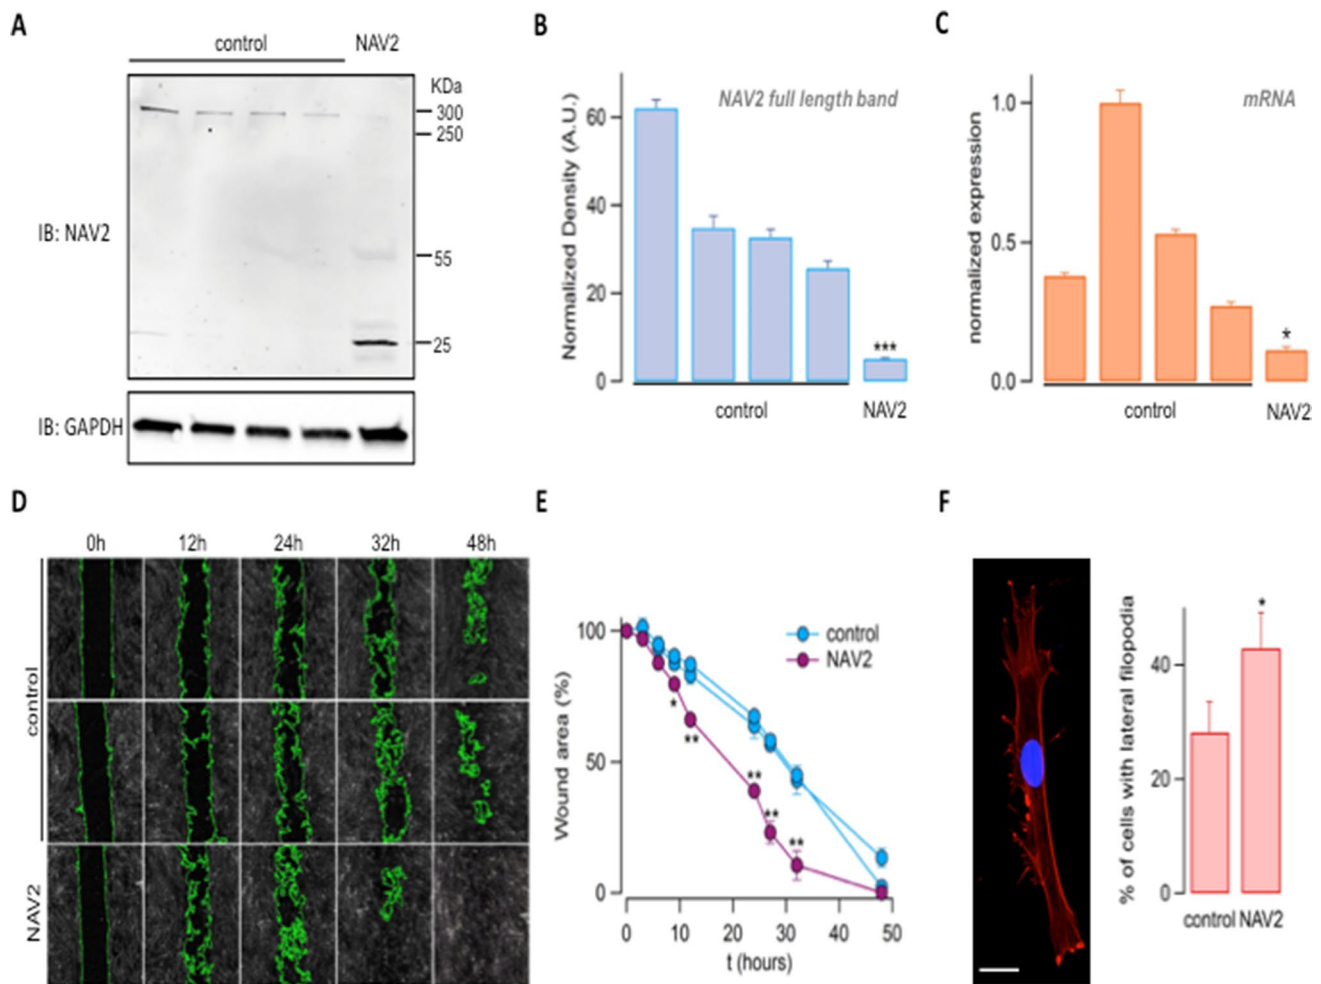 A
control
NAV2
KDa
300
250
IB: NAV2
55
25
IB: GAPDH
B
NAV2 full length band
Normalized Density (A.U.)
60
40
20
0
***
control
NAV2
C
mRNA
normalized expression
1.0
0.5
0.0
*
control
NAV2
D
0h 12h 24h 32h 48h
control
NAV2
E
control
NAV2
Wound area (%)
100
50
0
*
**
**
**
**
0 10 20 30 40 50
t (hours)
F
% of cells with lateral filopodia
40
20
0
*
control NAV2